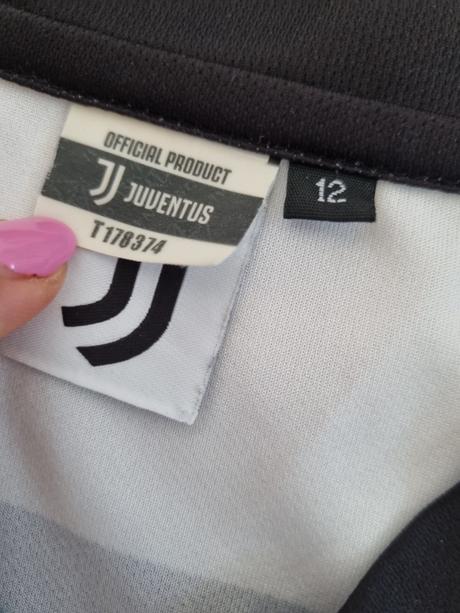 OFFICIAL PRODUCT
JUVENTUS
T178374
12